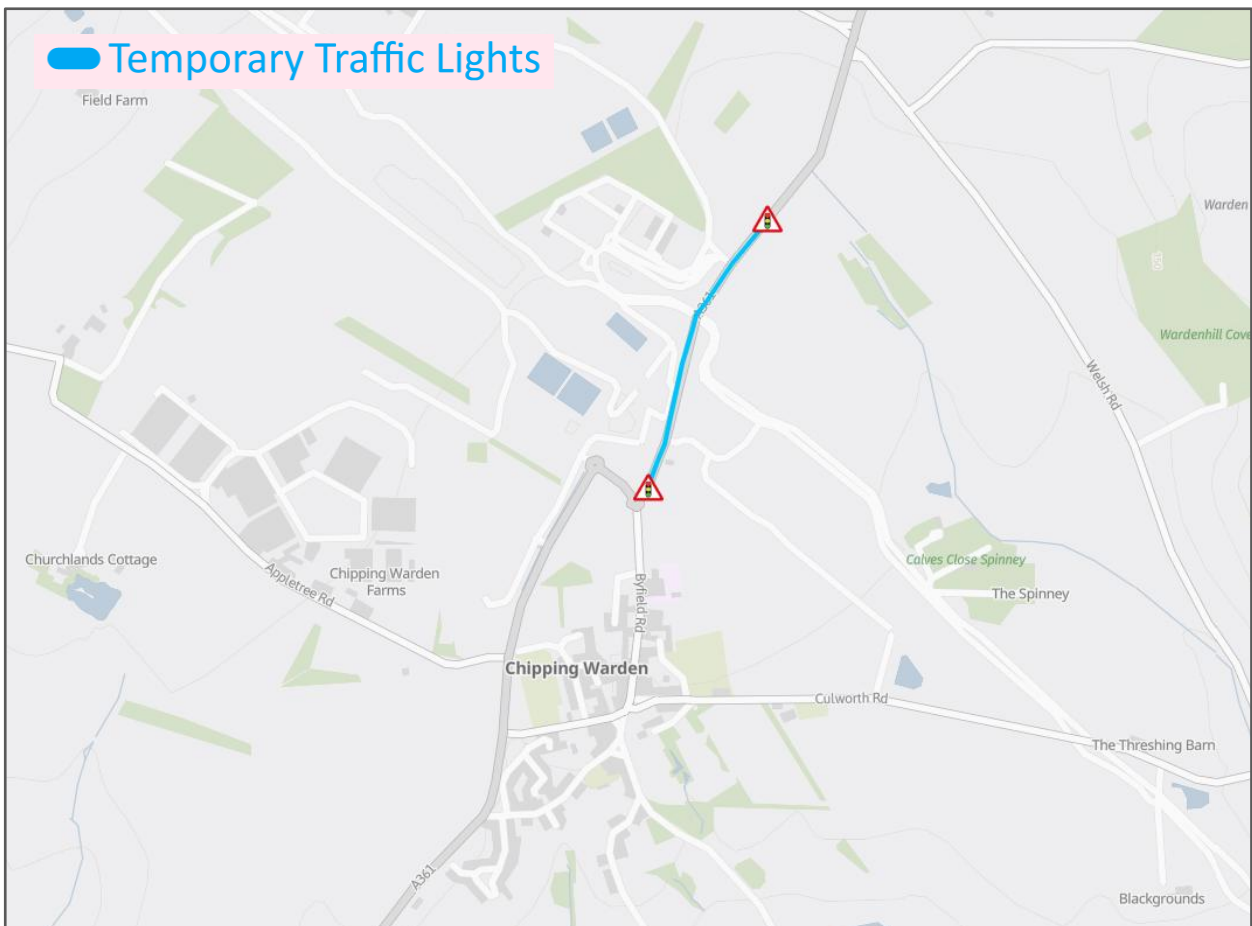 Temporary Traffic Lights
Field Farm
Warden
A361
Wardenhill Cove
Welsh Rd
Churchlands Cottage
Appletree Rd
Chipping Warden
Farms
Calves Close Spinney
The Spinney
Byfield Rd
Chipping Warden
Culworth Rd
The Threshing Barn
A361
Blackgrounds